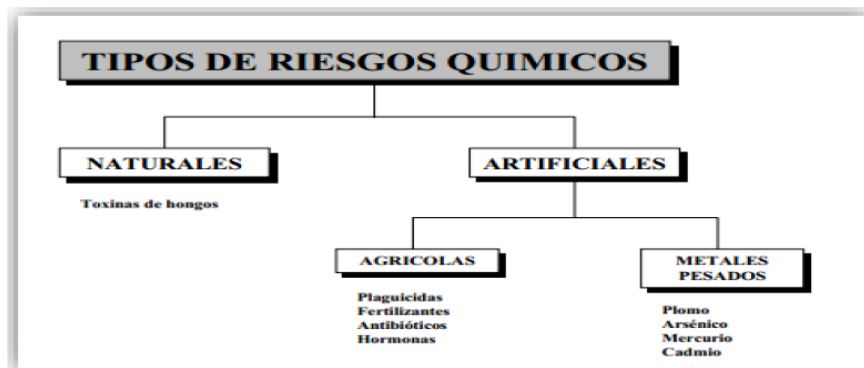 TIPOS DE RIESGOS QUIMICOS
NATURALES
Toxinas de hongos
ARTIFICIALES
AGRICOLAS
Plaguicidas
Fertilizantes
Antibióticos
Hormonas
METALES
PESADOS
Plomo
Arsénico
Mercurio
Cadmio